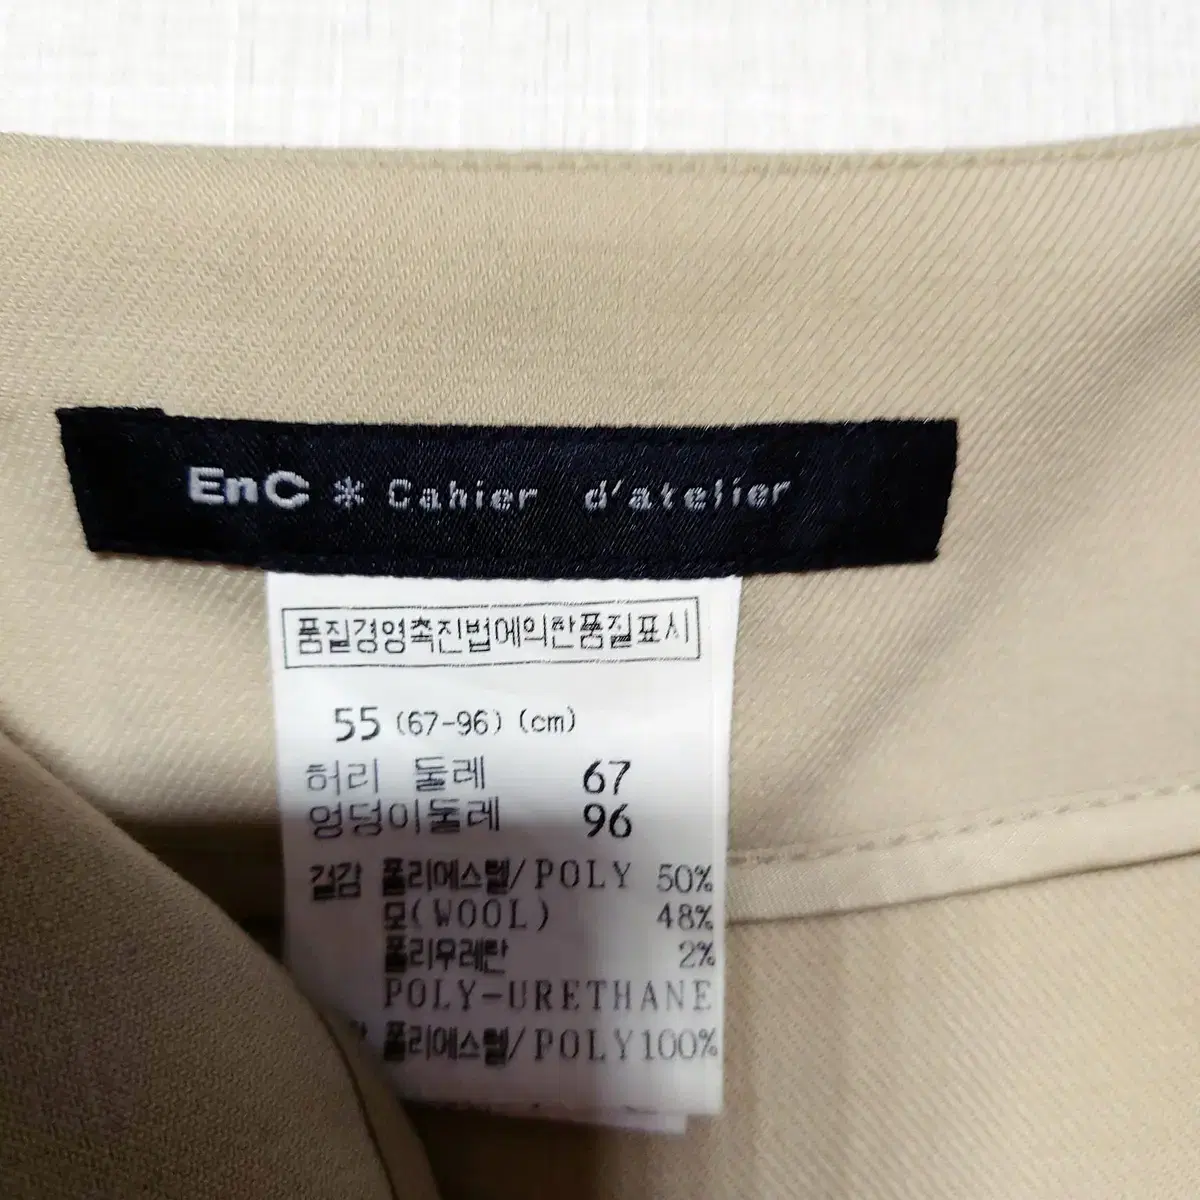 EnC * Cahier d'atelier
품질경영촉진법에의한품질표시
55 (67-96) (cm)
허리 둘레 67
엉덩이둘레 96
겉감 폴리에스텔/POLY 50%
모(WOOL) 48%
폴리우레탄 2%
POLY-URETHANE
폴리에스텔/POLY100%